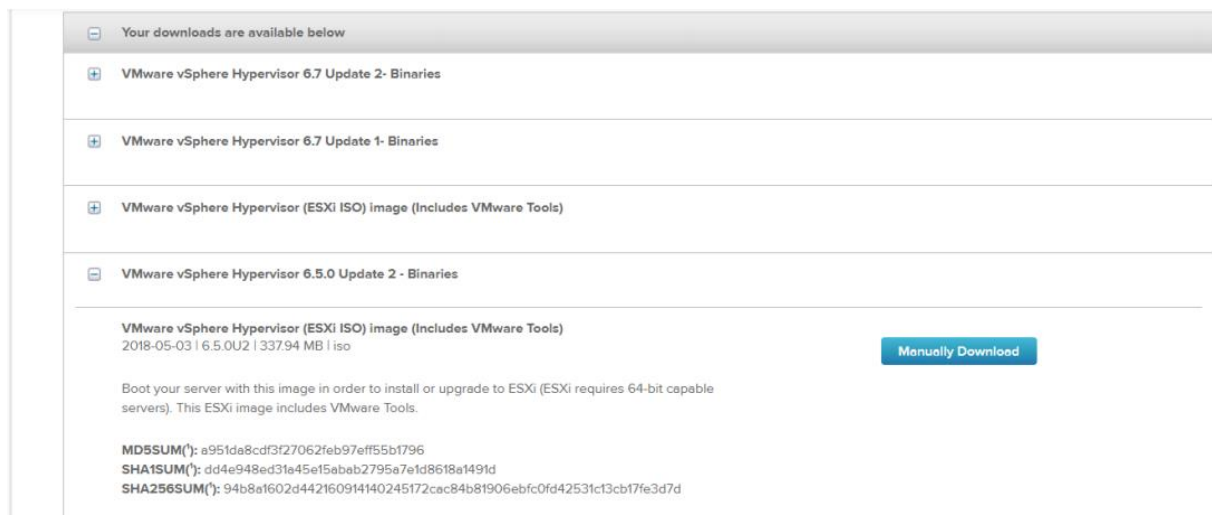 Your downloads are available below
VMware vSphere Hypervisor 6.7 Update 2- Binaries
VMware vSphere Hypervisor 6.7 Update 1- Binaries
VMware vSphere Hypervisor (ESXi ISO) image (Includes VMware Tools)
VMware vSphere Hypervisor 6.5.0 Update 2 - Binaries
VMware vSphere Hypervisor (ESXi ISO) image (Includes VMware Tools)
2018-05-03 | 6.5.0U2 | 337.94 MB | iso
Manually Download
Boot your server with this image in order to install or upgrade to ESXi (ESXi requires 64-bit capable
servers). This ESXi image includes VMware Tools.
MD5SUM(¹): a951da8cdf3f27062feb97eff55b1796
SHA1SUM(¹): dd4e948ed31a45e15abab2795a7e1d8618a1491d
SHA256SUM(¹): 94b8a1602d442160914140245172cac84b81906ebfc0fd42531c13cb17fe3d7d